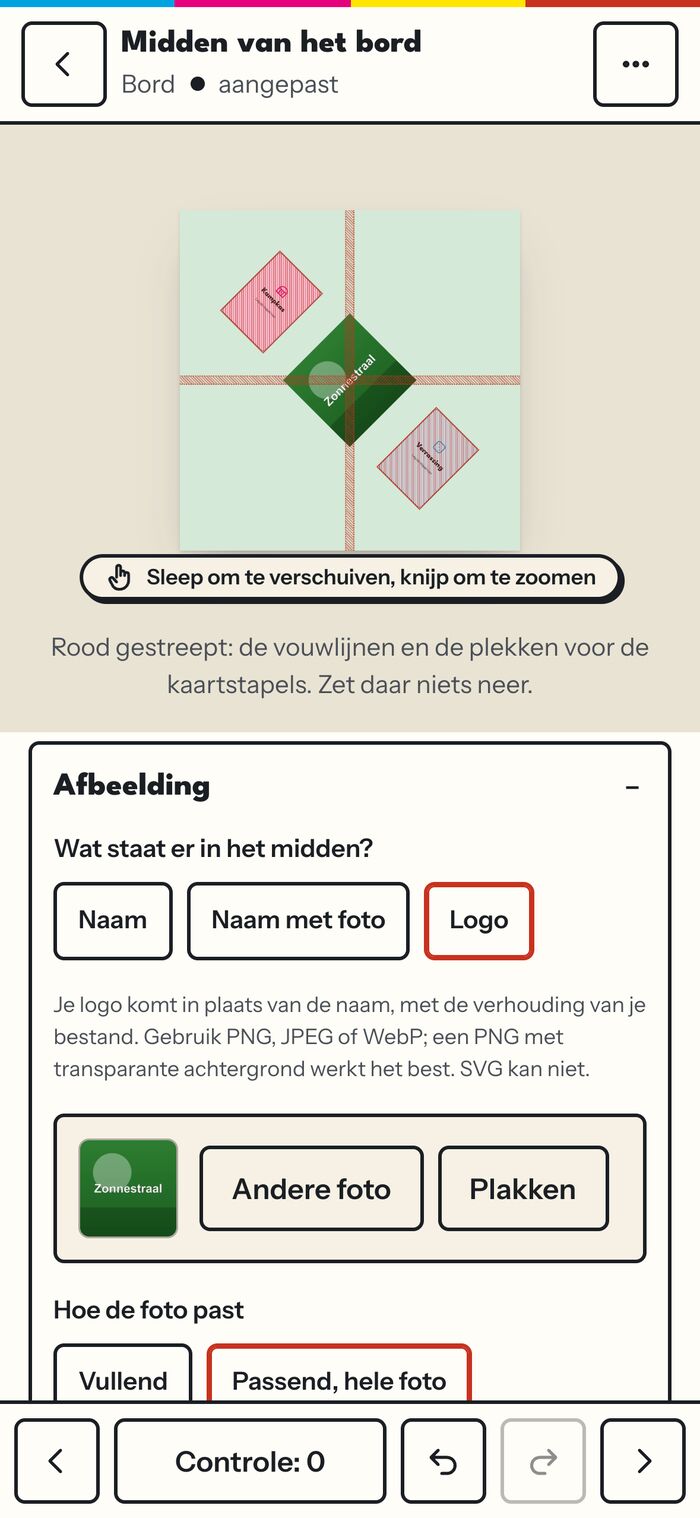 Midden van het bord
Bord ● aangepast
Kampkas
Zonnestraal
Verrassing
Sleep om te verschuiven, knijp om te zoomen
Rood gestreept: de vouwlijnen en de plekken voor de
kaartstapels. Zet daar niets neer.
Afbeelding
Wat staat er in het midden?
Naam
Naam met foto
Logo
Je logo komt in plaats van de naam, met de verhouding van je
bestand. Gebruik PNG, JPEG of WebP; een PNG met
transparante achtergrond werkt het best. SVG kan niet.
Zonnestraal
Andere foto
Plakken
Hoe de foto past
Vullend
Passend, hele foto
Controle: 0